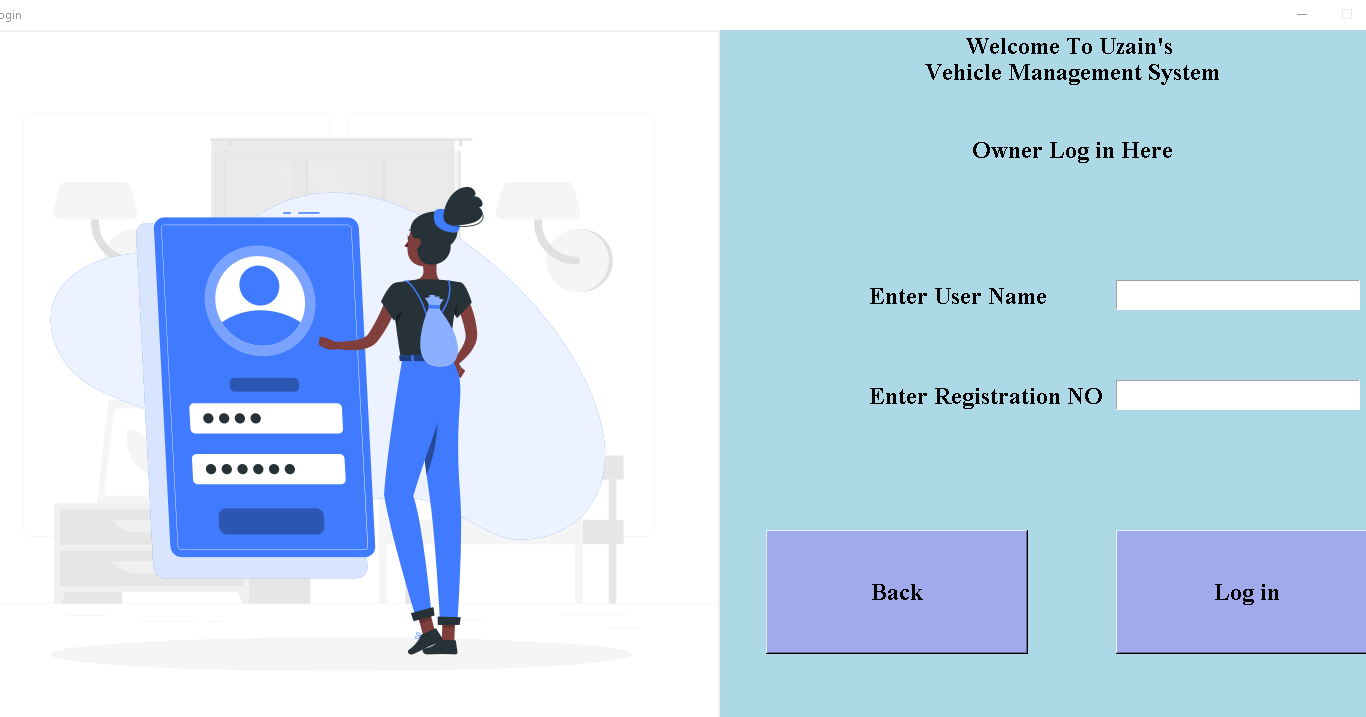 ogin
Welcome To Uzain's
Vehicle Management System
Owner Log in Here
Enter User Name
Enter Registration NO
Back
Log in